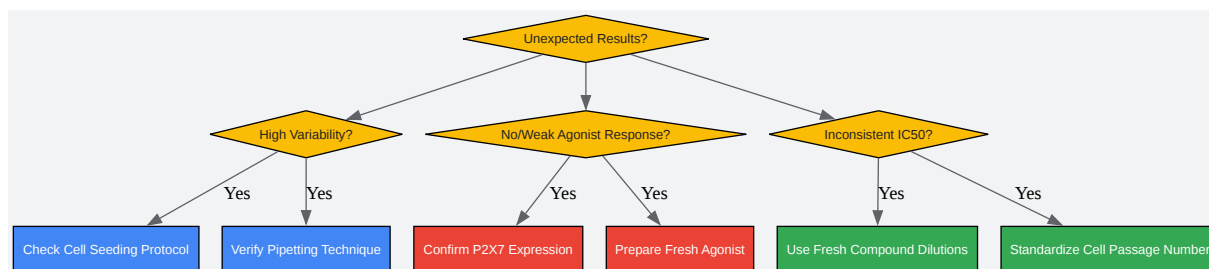 Unexpected Results?
High Variability?
No/Weak Agonist Response?
Inconsistent IC50?
Yes
Yes
Yes
Yes
Yes
Yes
Check Cell Seeding Protocol
Verify Pipetting Technique
Confirm P2X7 Expression
Prepare Fresh Agonist
Use Fresh Compound Dilutions
Standardize Cell Passage Number